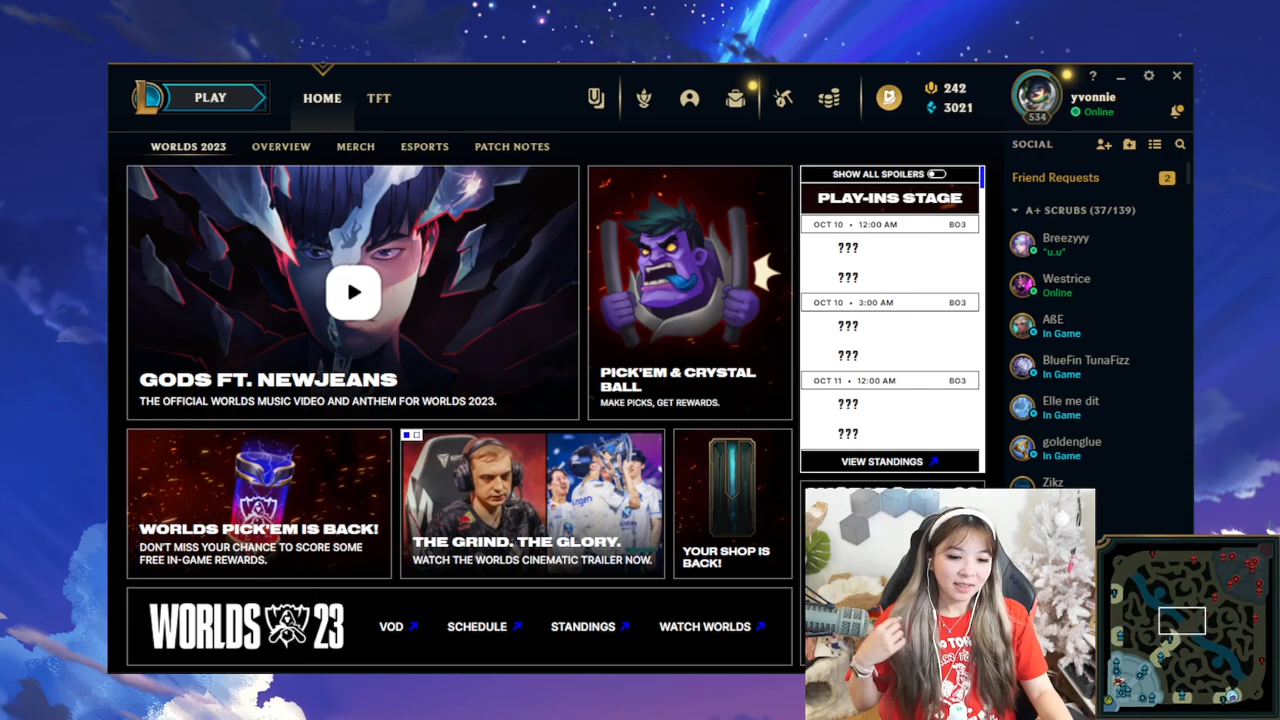 PLAY
HOME
TFT
242
3021
534
yvonnie
Online
?
WORLDS 2023
OVERVIEW
MERCH
ESPORTS
PATCH NOTES
SOCIAL
GODS FT. NEWJEANS
THE OFFICIAL WORLDS MUSIC VIDEO AND ANTHEM FOR WORLDS 2023.
PICK'EM & CRYSTAL
BALL
MAKE PICKS, GET REWARDS.
SHOW ALL SPOILERS
PLAY-INS STAGE
OCT 10 • 12:00 AM BO3
???
???
OCT 10 • 3:00 AM BO3
???
???
OCT 11 • 12:00 AM BO3
???
???
VIEW STANDINGS
Friend Requests 2
A+ SCRUBS (37/139)
Breezyyy
"u.u"
Westrice
Online
AßE
In Game
BlueFin TunaFizz
In Game
Elle me dit
In Game
goldenglue
In Game
Zikz
WORLDS PICK'EM IS BACK!
DON'T MISS YOUR CHANCE TO SCORE SOME
FREE IN-GAME REWARDS.
THE GRIND. THE GLORY.
WATCH THE WORLDS CINEMATIC TRAILER NOW.
YOUR SHOP IS
BACK!
WORLDS 23
VOD
SCHEDULE
STANDINGS
WATCH WORLDS